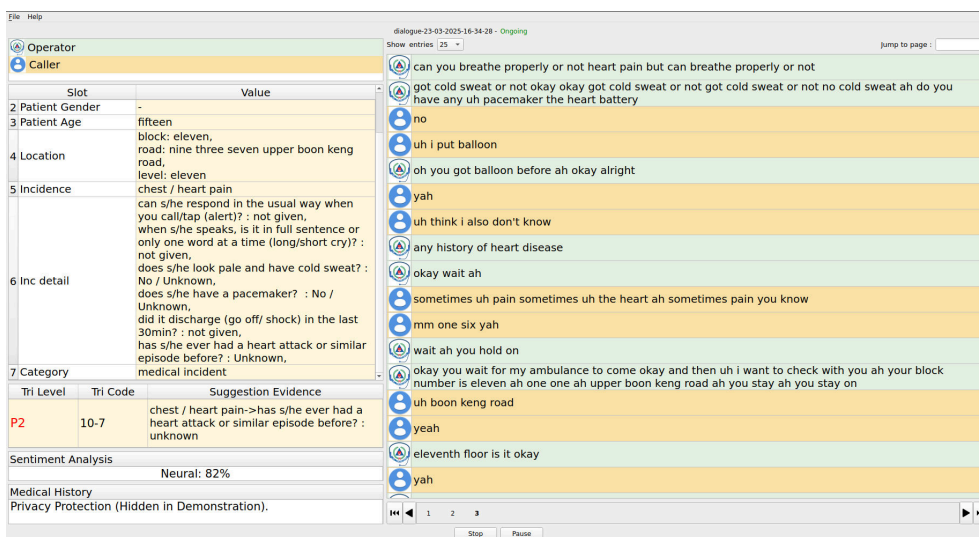 File Help
dialogue-23-03-2025-16-34-28 - Ongoing
Operator
Caller
Show entries 25
Jump to page :
Slot Value
2 Patient Gender -
3 Patient Age fifteen
4 Location
block: eleven,
road: nine three seven upper boon keng
road,
level: eleven
5 Incidence chest / heart pain
6 Inc detail
can s/he respond in the usual way when
you call/tap (alert)? : not given,
when s/he speaks, is it in full sentence or
only one word at a time (long/short cry)? :
not given,
does s/he look pale and have cold sweat? :
No / Unknown,
does s/he have a pacemaker? : No /
Unknown,
did it discharge (go off/ shock) in the last
30min? : not given,
has s/he ever had a heart attack or similar
episode before? : Unknown,
7 Category medical incident
Tri Level Tri Code Suggestion Evidence
P2 10-7
chest / heart pain->has s/he ever had a
heart attack or similar episode before? :
unknown
Sentiment Analysis
Neural: 82%
Medical History
Privacy Protection (Hidden in Demonstration).
can you breathe properly or not heart pain but can breathe properly or not
got cold sweat or not okay okay got cold sweat or not got cold sweat or not no cold sweat ah do you
have any uh pacemaker the heart battery
no
uh i put balloon
oh you got balloon before ah okay alright
yah
uh think i also don't know
any history of heart disease
okay wait ah
sometimes uh pain sometimes uh the heart ah sometimes pain you know
mm one six yah
wait ah you hold on
okay you wait for my ambulance to come okay and then uh i want to check with you ah your block
number is eleven ah one one ah upper boon keng road ah you stay ah you stay on
uh boon keng road
yeah
eleventh floor is it okay
yah
1 2 3
Stop Pause